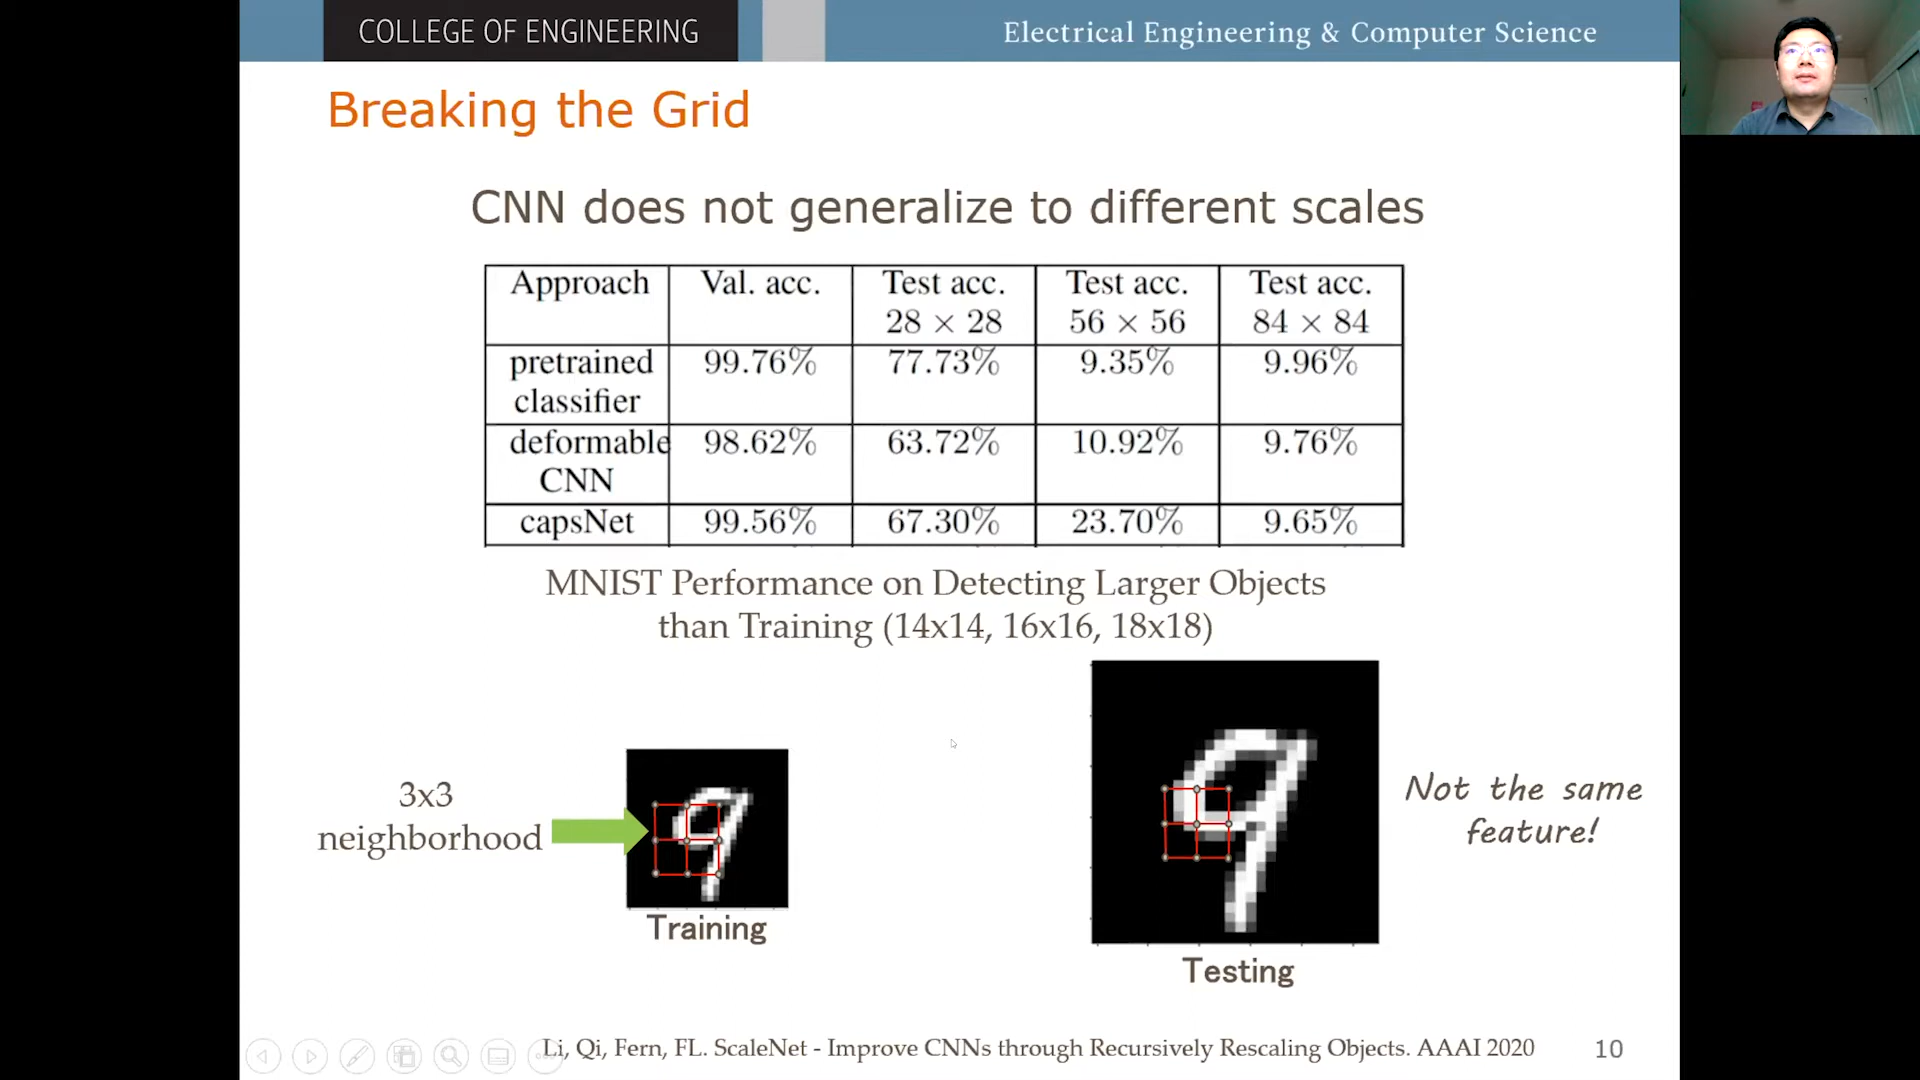 COLLEGE OF ENGINEERING
Electrical Engineering & Computer Science
Breaking the Grid
CNN does not generalize to different scales
Approach Val. acc. Test acc. Test acc. Test acc.
28 × 28 56 × 56 84 × 84
pretrained 99.76% 77.73% 9.35% 9.96%
classifier
deformable 98.62% 63.72% 10.92% 9.76%
CNN
capsNet 99.56% 67.30% 23.70% 9.65%
MNIST Performance on Detecting Larger Objects
than Training (14x14, 16x16, 18x18)
3x3
neighborhood
Training
Testing
Not the same
feature!
Li, Qi, Fern, FL. ScaleNet - Improve CNNs through Recursively Rescaling Objects. AAAI 2020
10